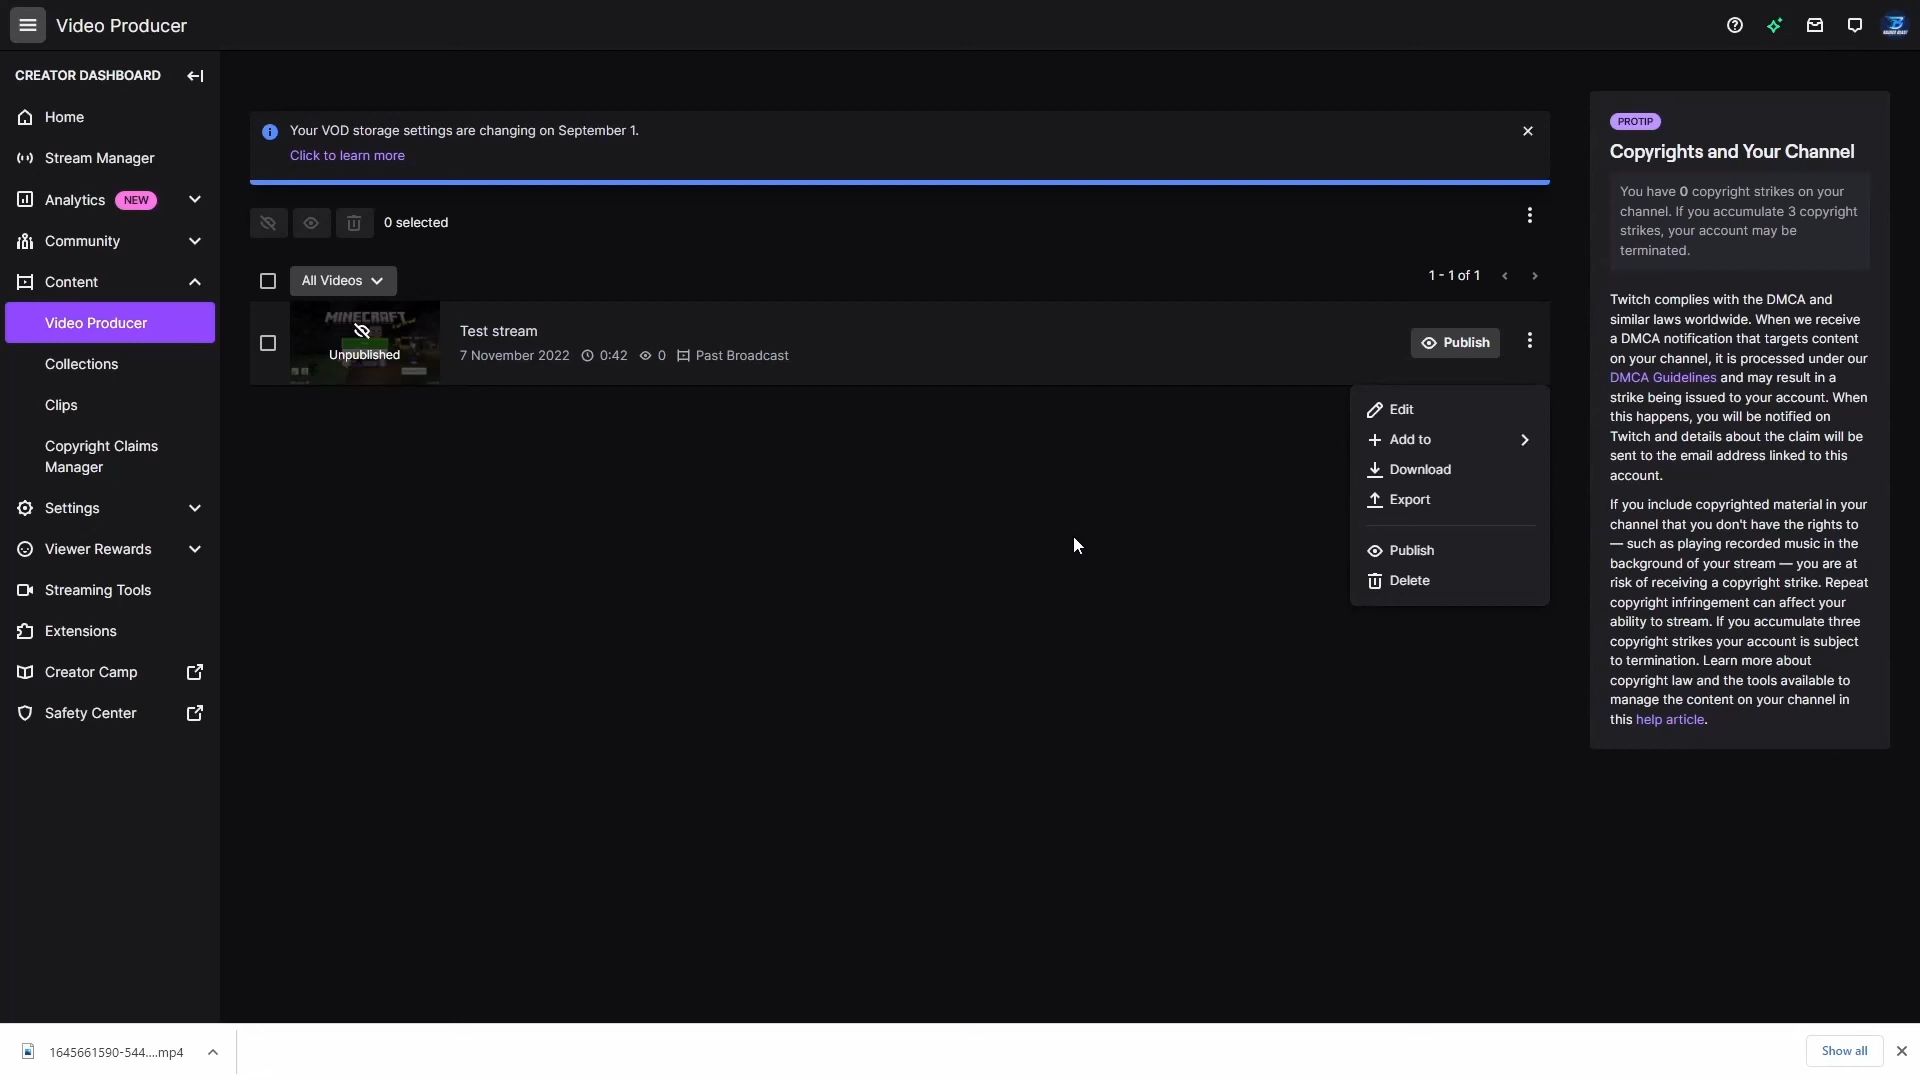 Video Producer
CREATOR DASHBOARD
Home
Stream Manager
Analytics NEW
Community
Content
Video Producer
Collections
Clips
Copyright Claims
Manager
Settings
Viewer Rewards
Streaming Tools
Extensions
Creator Camp
Safety Center
Your VOD storage settings are changing on September 1.
Click to learn more
0 selected
All Videos
1 - 1 of 1
MINECRAFT
Unpublished
Test stream
7 November 2022 0:42 0 Past Broadcast
Publish
Edit
Add to
Download
Export
Publish
Delete
PROTIP
Copyrights and Your Channel
You have 0 copyright strikes on your
channel. If you accumulate 3 copyright
strikes, your account may be
terminated.
Twitch complies with the DMCA and
similar laws worldwide. When we receive
a DMCA notification that targets content
on your channel, it is processed under our
DMCA Guidelines and may result in a
strike being issued to your account. When
this happens, you will be notified on
Twitch and details about the claim will be
sent to the email address linked to this
account.
If you include copyrighted material in your
channel that you don't have the rights to
— such as playing recorded music in the
background of your stream — you are at
risk of receiving a copyright strike. Repeat
copyright infringement can affect your
ability to stream. If you accumulate three
copyright strikes your account is subject
to termination. Learn more about
copyright law and the tools available to
manage the content on your channel in
this help article.
1645661590-544....mp4
Show all